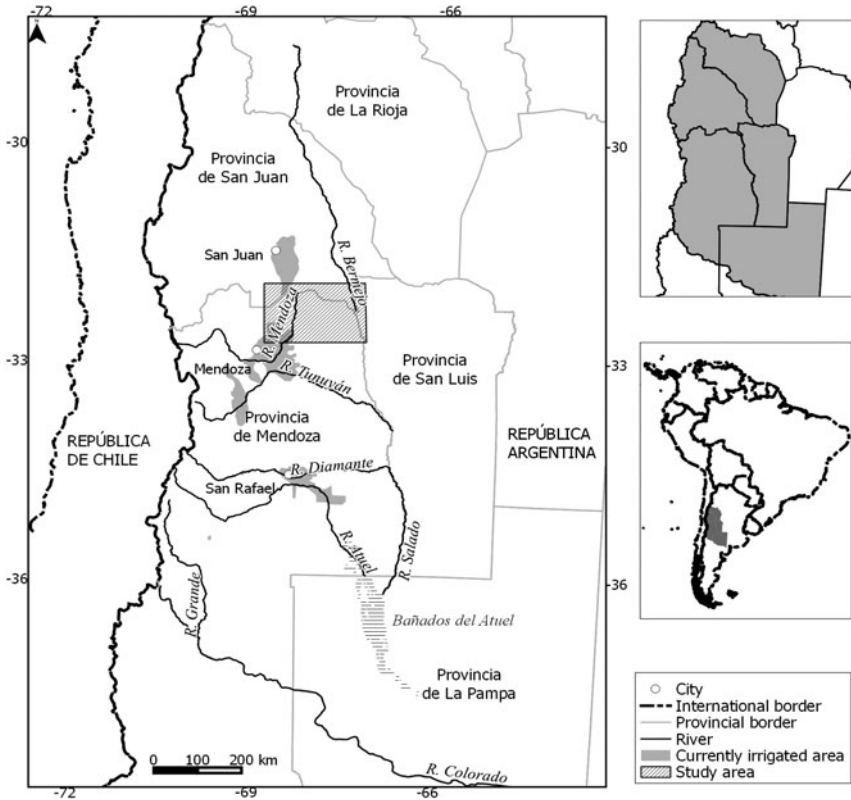 -72
-69
-66
-30
-33
-36
-72
-69
-66
30
33
36
Provincia
de La Rioja
Provincia
de San Juan
San Juan
R. Bermejo
R. Mendoza
Mendoza
R. Tunuyán
Provincia
de San Luis
Provincia
de Mendoza
REPÚBLICA
DE CHILE
REPÚBLICA
ARGENTINA
R. Diamante
San Rafael
R. Atuel
R. Salado
R. Grande
Bañados del Atuel
Provincia
de La Pampa
R. Colorado
0 100 200 km
City
International border
Provincial border
River
Currently irrigated area
Study area